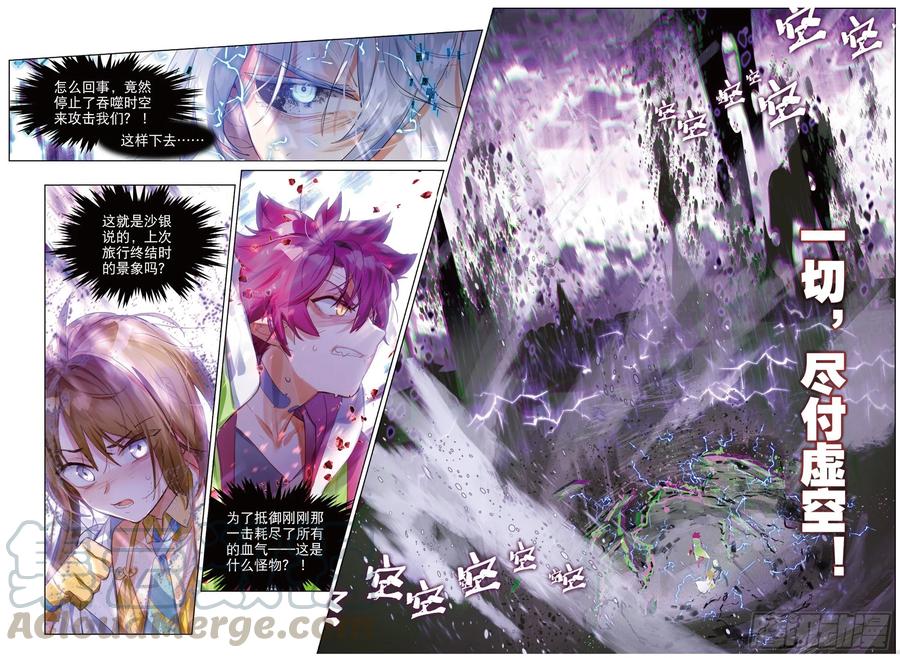 怎么回事，竟然
停止了吞噬时空
来攻击我们？！
这样下去……
这就是沙银
说的，上次
旅行终结时
的景象吗？
为了抵御刚刚那
一击耗尽了所有
的血气——这是
什么怪物？！
空
空
空
空
空
空
空
空
一切，尽付虚空！
空
空
空
空
空
空
空
ACloudMerge.com